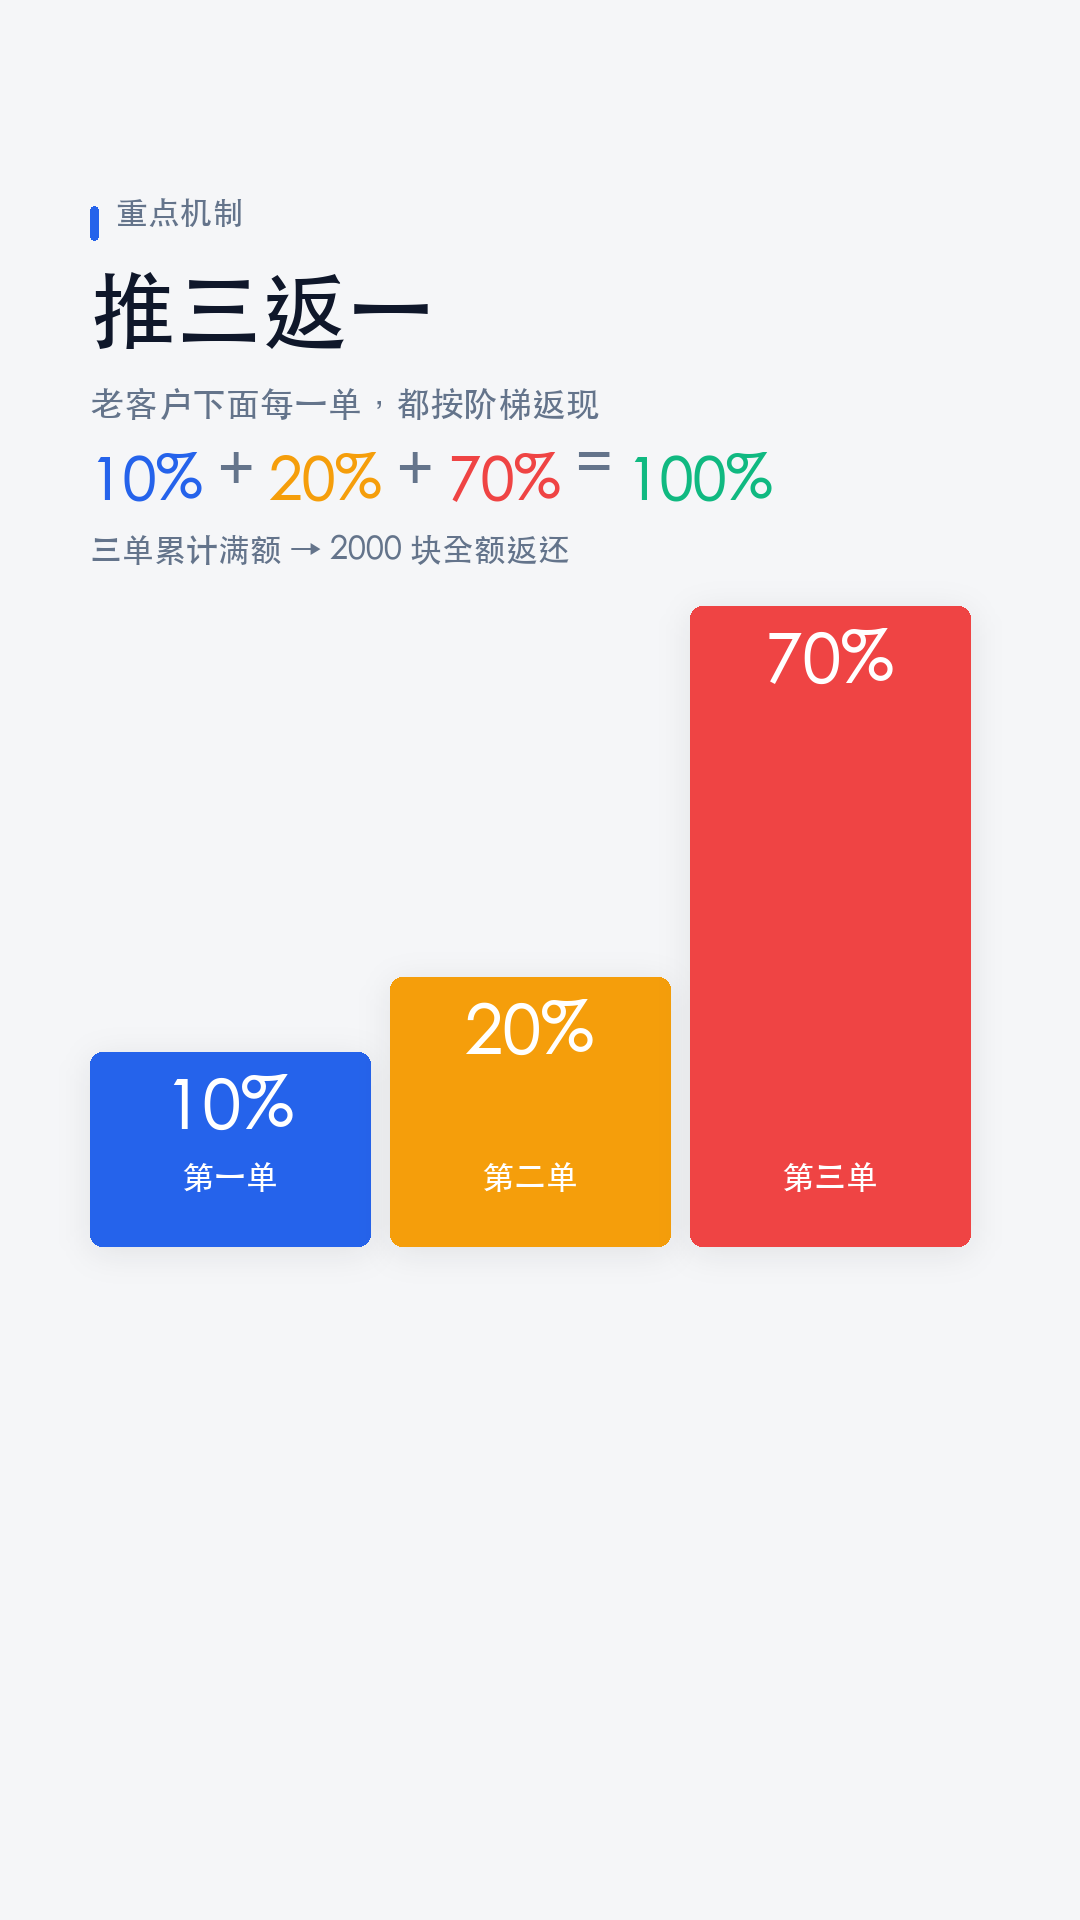 重点机制
推三返一
老客户下面每一单，都按阶梯返现
10% + 20% + 70% = 100%
三单累计满额 → 2000 块全额返还
70%
20%
10%
第一单
第二单
第三单